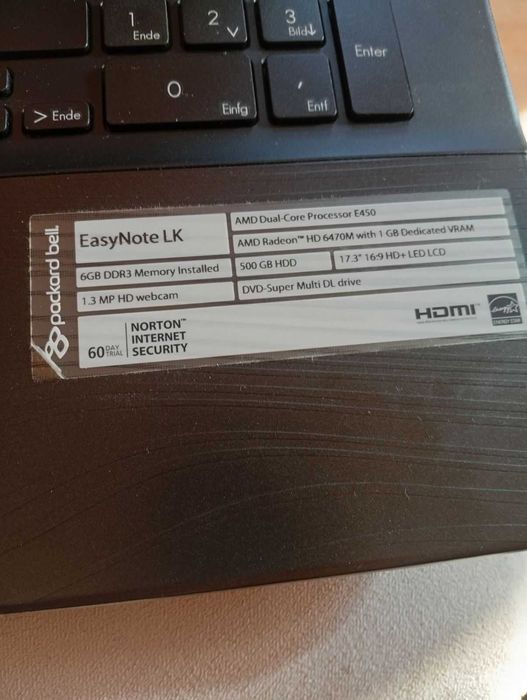 1
Ende
2
3
Bild↓
Enter
0
Einfg
,
Entf
> Ende
packard bell
EasyNote LK
AMD Dual-Core Processor E450
AMD Radeon™ HD 6470M with 1 GB Dedicated VRAM
6GB DDR3 Memory Installed
500 GB HDD
17.3" 16:9 HD+ LED LCD
1.3 MP HD webcam
DVD-Super Multi DL drive
HDMI™
60 DAY TRIAL
NORTON™
INTERNET
SECURITY
ENERGY STAR